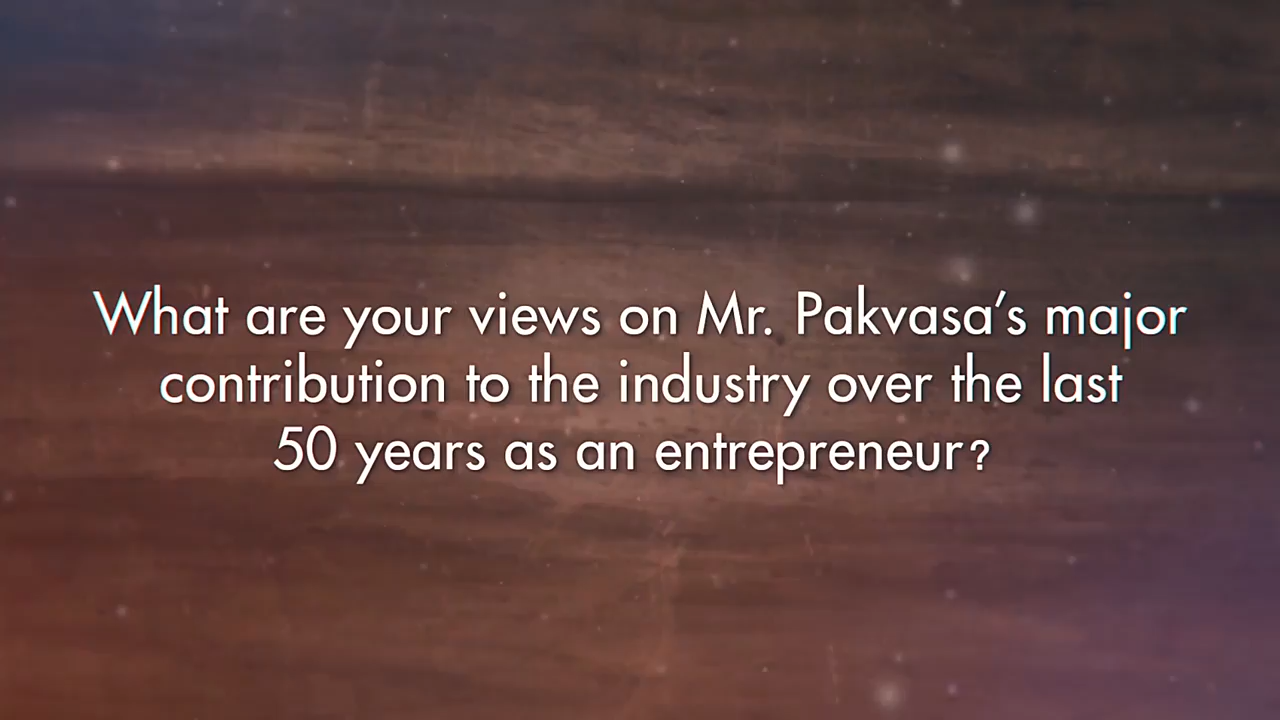 What are your views on Mr. Pakvasa’s major
contribution to the industry over the last
50 years as an entrepreneur?